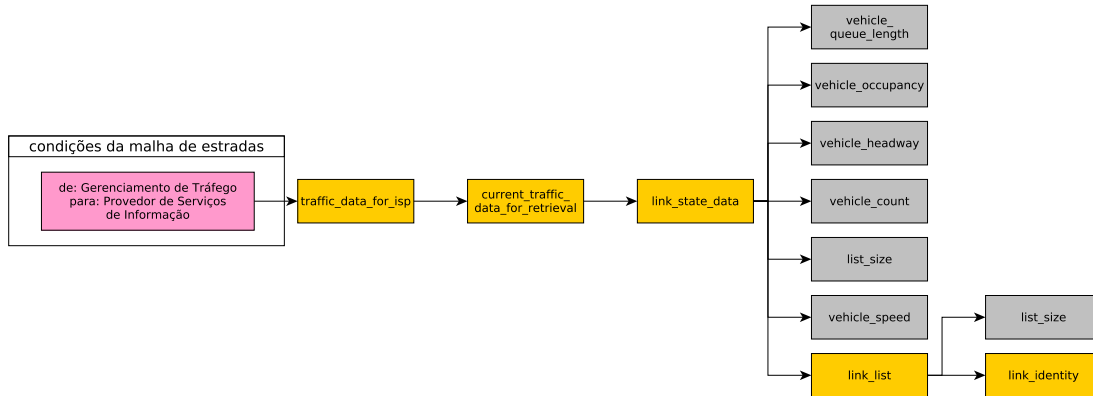 vehicle_
queue_length
vehicle_occupancy
condições da malha de estradas
vehicle_headway
de: Gerenciamento de Tráfego
para: Provedor de Serviços
de Informação
traffic_data_for_isp
current_traffic_
data_for_retrieval
link_state_data
vehicle_count
list_size
vehicle_speed
list_size
link_list
link_identity